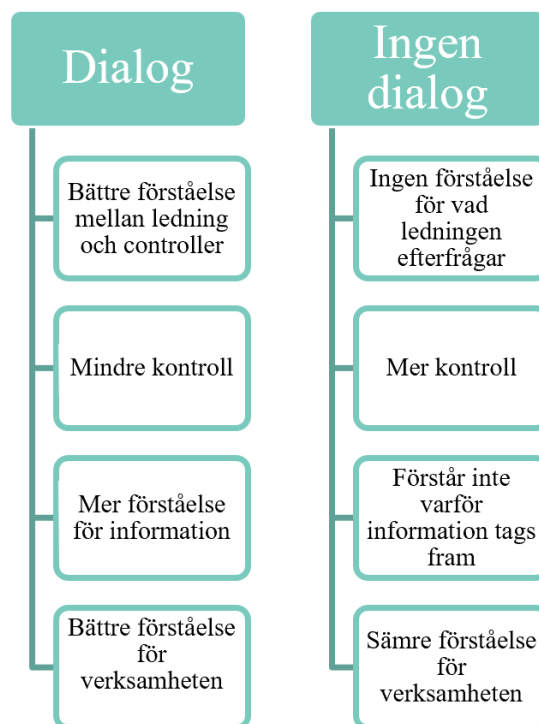 Dialog
Bättre förståelse
mellan ledning
och controller
Mindre kontroll
Mer förståelse
för information
Bättre förståelse
för
verksamheten
Ingen
dialog
Ingen förståelse
för vad
ledningen
efterfrågar
Mer kontroll
Förstår inte
varför
information tags
fram
Sämre förståelse
för
verksamheten